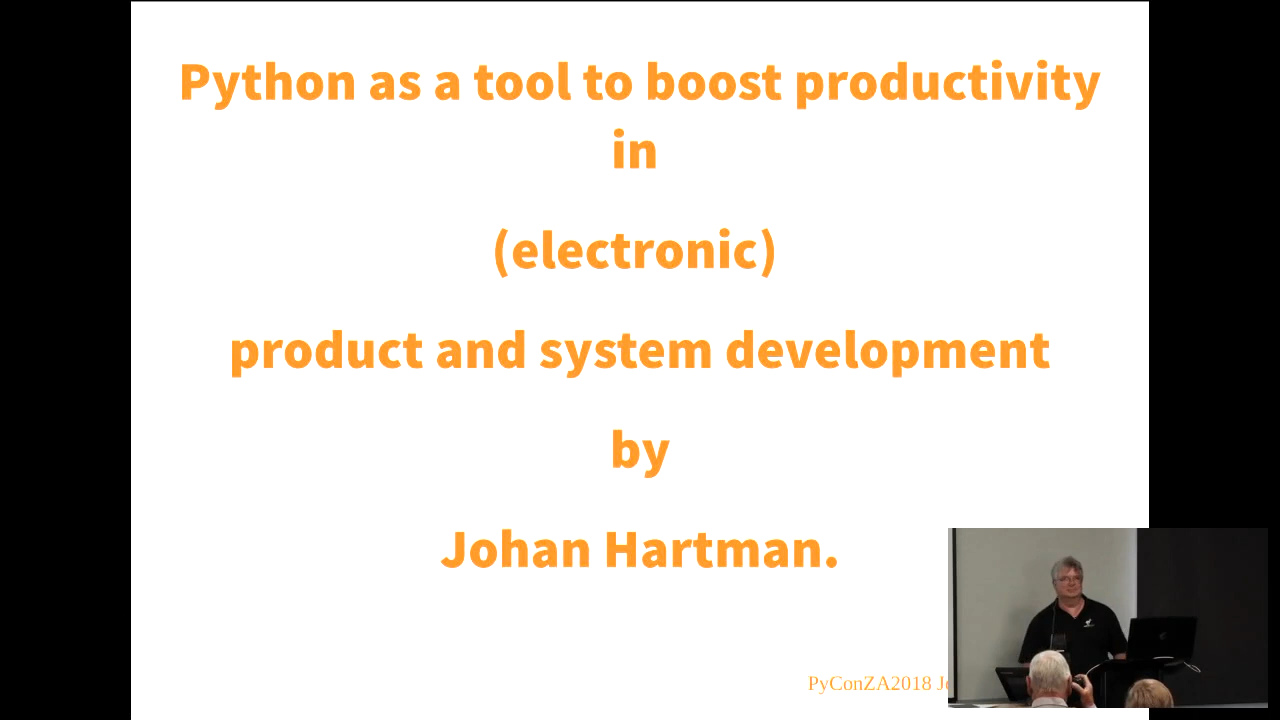 Python as a tool to boost productivity
in
(electronic)
product and system development
by
Johan Hartman.
PyConZA2018